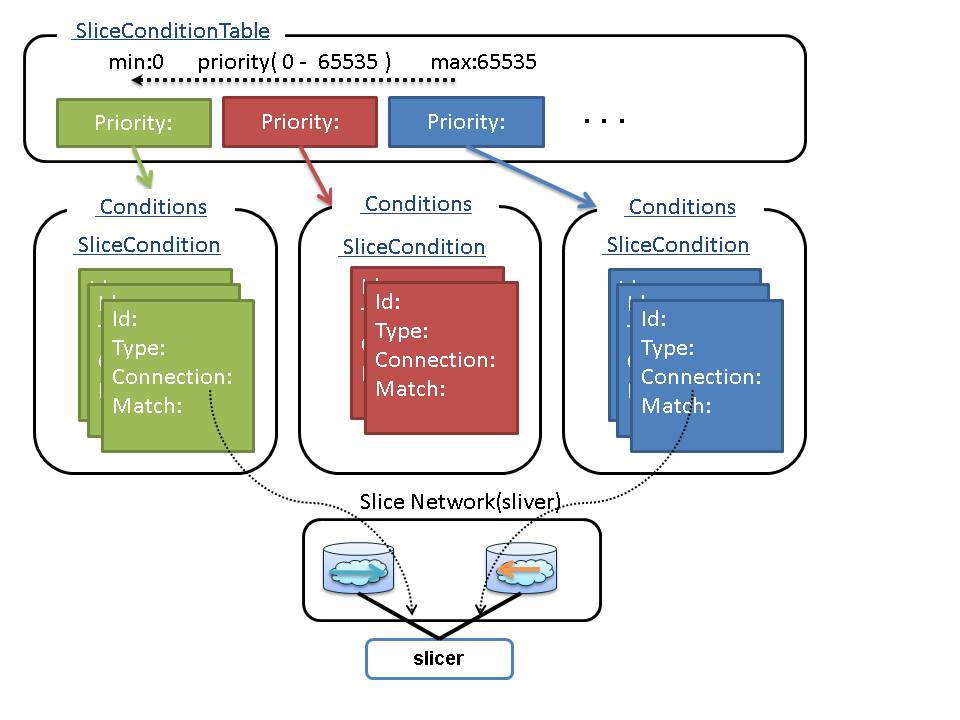 SliceConditionTable
min:0 priority( 0 - 65535 ) max:65535
Priority: Priority: Priority: . . .
Conditions Conditions Conditions
SliceCondition SliceCondition SliceCondition
Id: Id: Id:
Type: Type: Type:
Connection: Connection: Connection:
Match: Match: Match:
Slice Network(sliver)
slicer